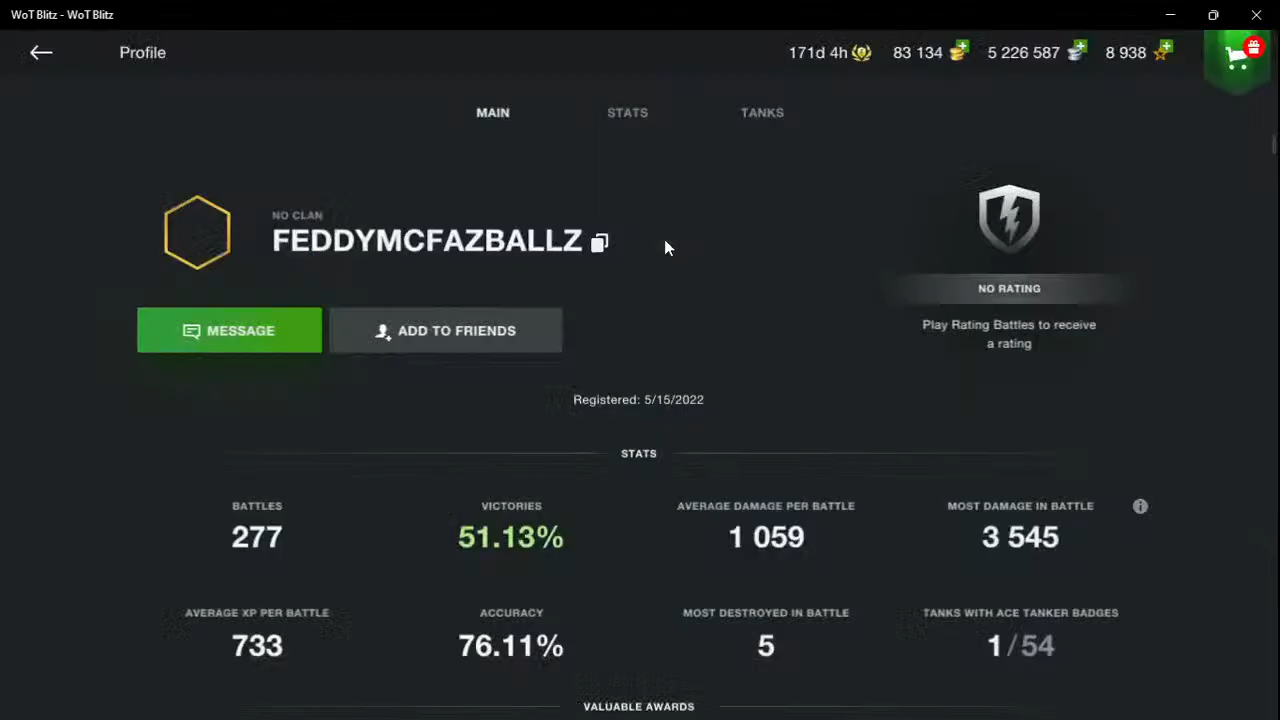 WoT Blitz - WoT Blitz
Profile
171d 4h 83 134 5 226 587 8 938
MAIN STATS TANKS
NO CLAN
FEDDYMCFAZBALLZ
MESSAGE ADD TO FRIENDS
NO RATING
Play Rating Battles to receive
a rating
Registered: 5/15/2022
STATS
BATTLES VICTORIES AVERAGE DAMAGE PER BATTLE MOST DAMAGE IN BATTLE
277 51.13% 1 059 3 545
AVERAGE XP PER BATTLE ACCURACY MOST DESTROYED IN BATTLE TANKS WITH ACE TANKER BADGES
733 76.11% 5 1/54
VALUABLE AWARDS